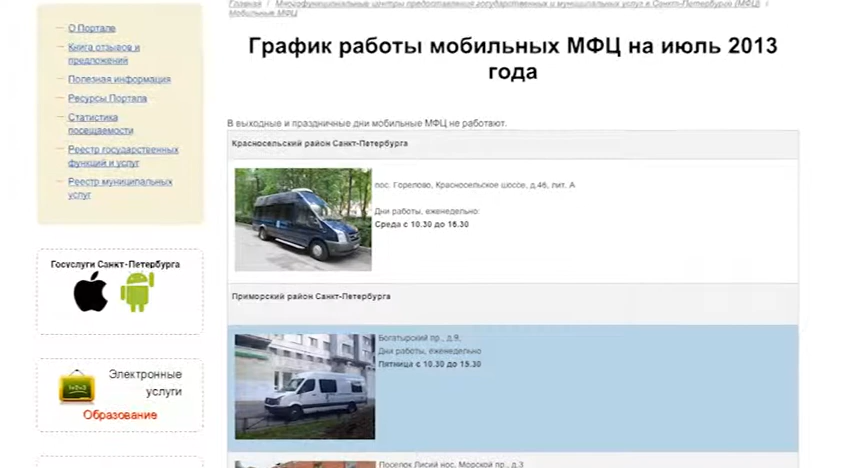 Главная / Многофункциональные центры предоставления государственных и муниципальных услуг в Санкт-Петербурге (МФЦ) /
Мобильные МФЦ
О Портале
Книга отзывов и
предложений
Полезная информация
Ресурсы Портала
Статистика
посещаемости
Реестр государственных
функций и услуг
Реестр муниципальных
услуг
Госуслуги Санкт-Петербурга
Электронные
услуги
Образование
График работы мобильных МФЦ на июль 2013
года
В выходные и праздничные дни мобильные МФЦ не работают.
Красносельский район Санкт-Петербурга
пос. Горелово, Красносельское шоссе, д.46, лит. А
Дни работы, еженедельно:
Среда с 10.30 до 16.30
Приморский район Санкт-Петербурга
Богатырский пр., д.9,
Дни работы, еженедельно
Пятница с 10.30 до 15.30
Поселок Лисий нос, Морской пр., д.3